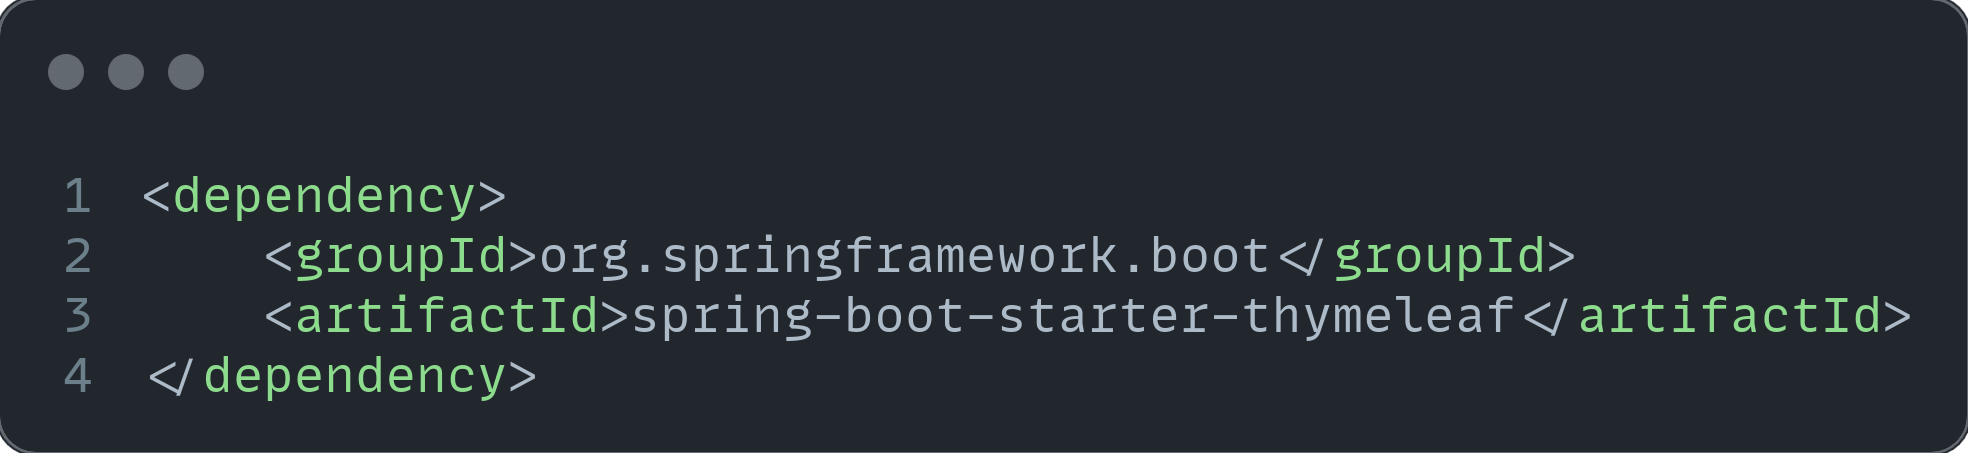 1 <dependency>
2     <groupId>org.springframework.boot</groupId>
3     <artifactId>spring-boot-starter-thymeleaf</artifactId>
4 </dependency>